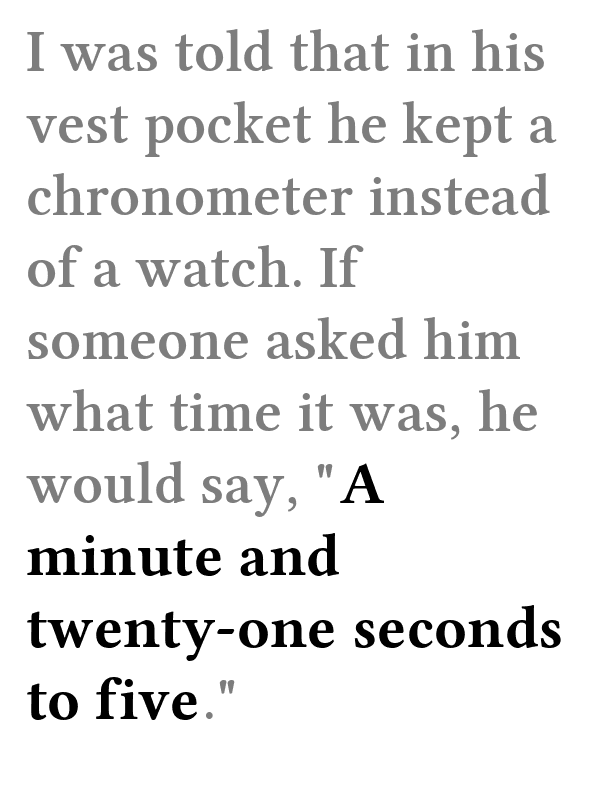 I was told that in his
vest pocket he kept a
chronometer instead
of a watch. If
someone asked him
what time it was, he
would say, "A
minute and
twenty-one seconds
to five."